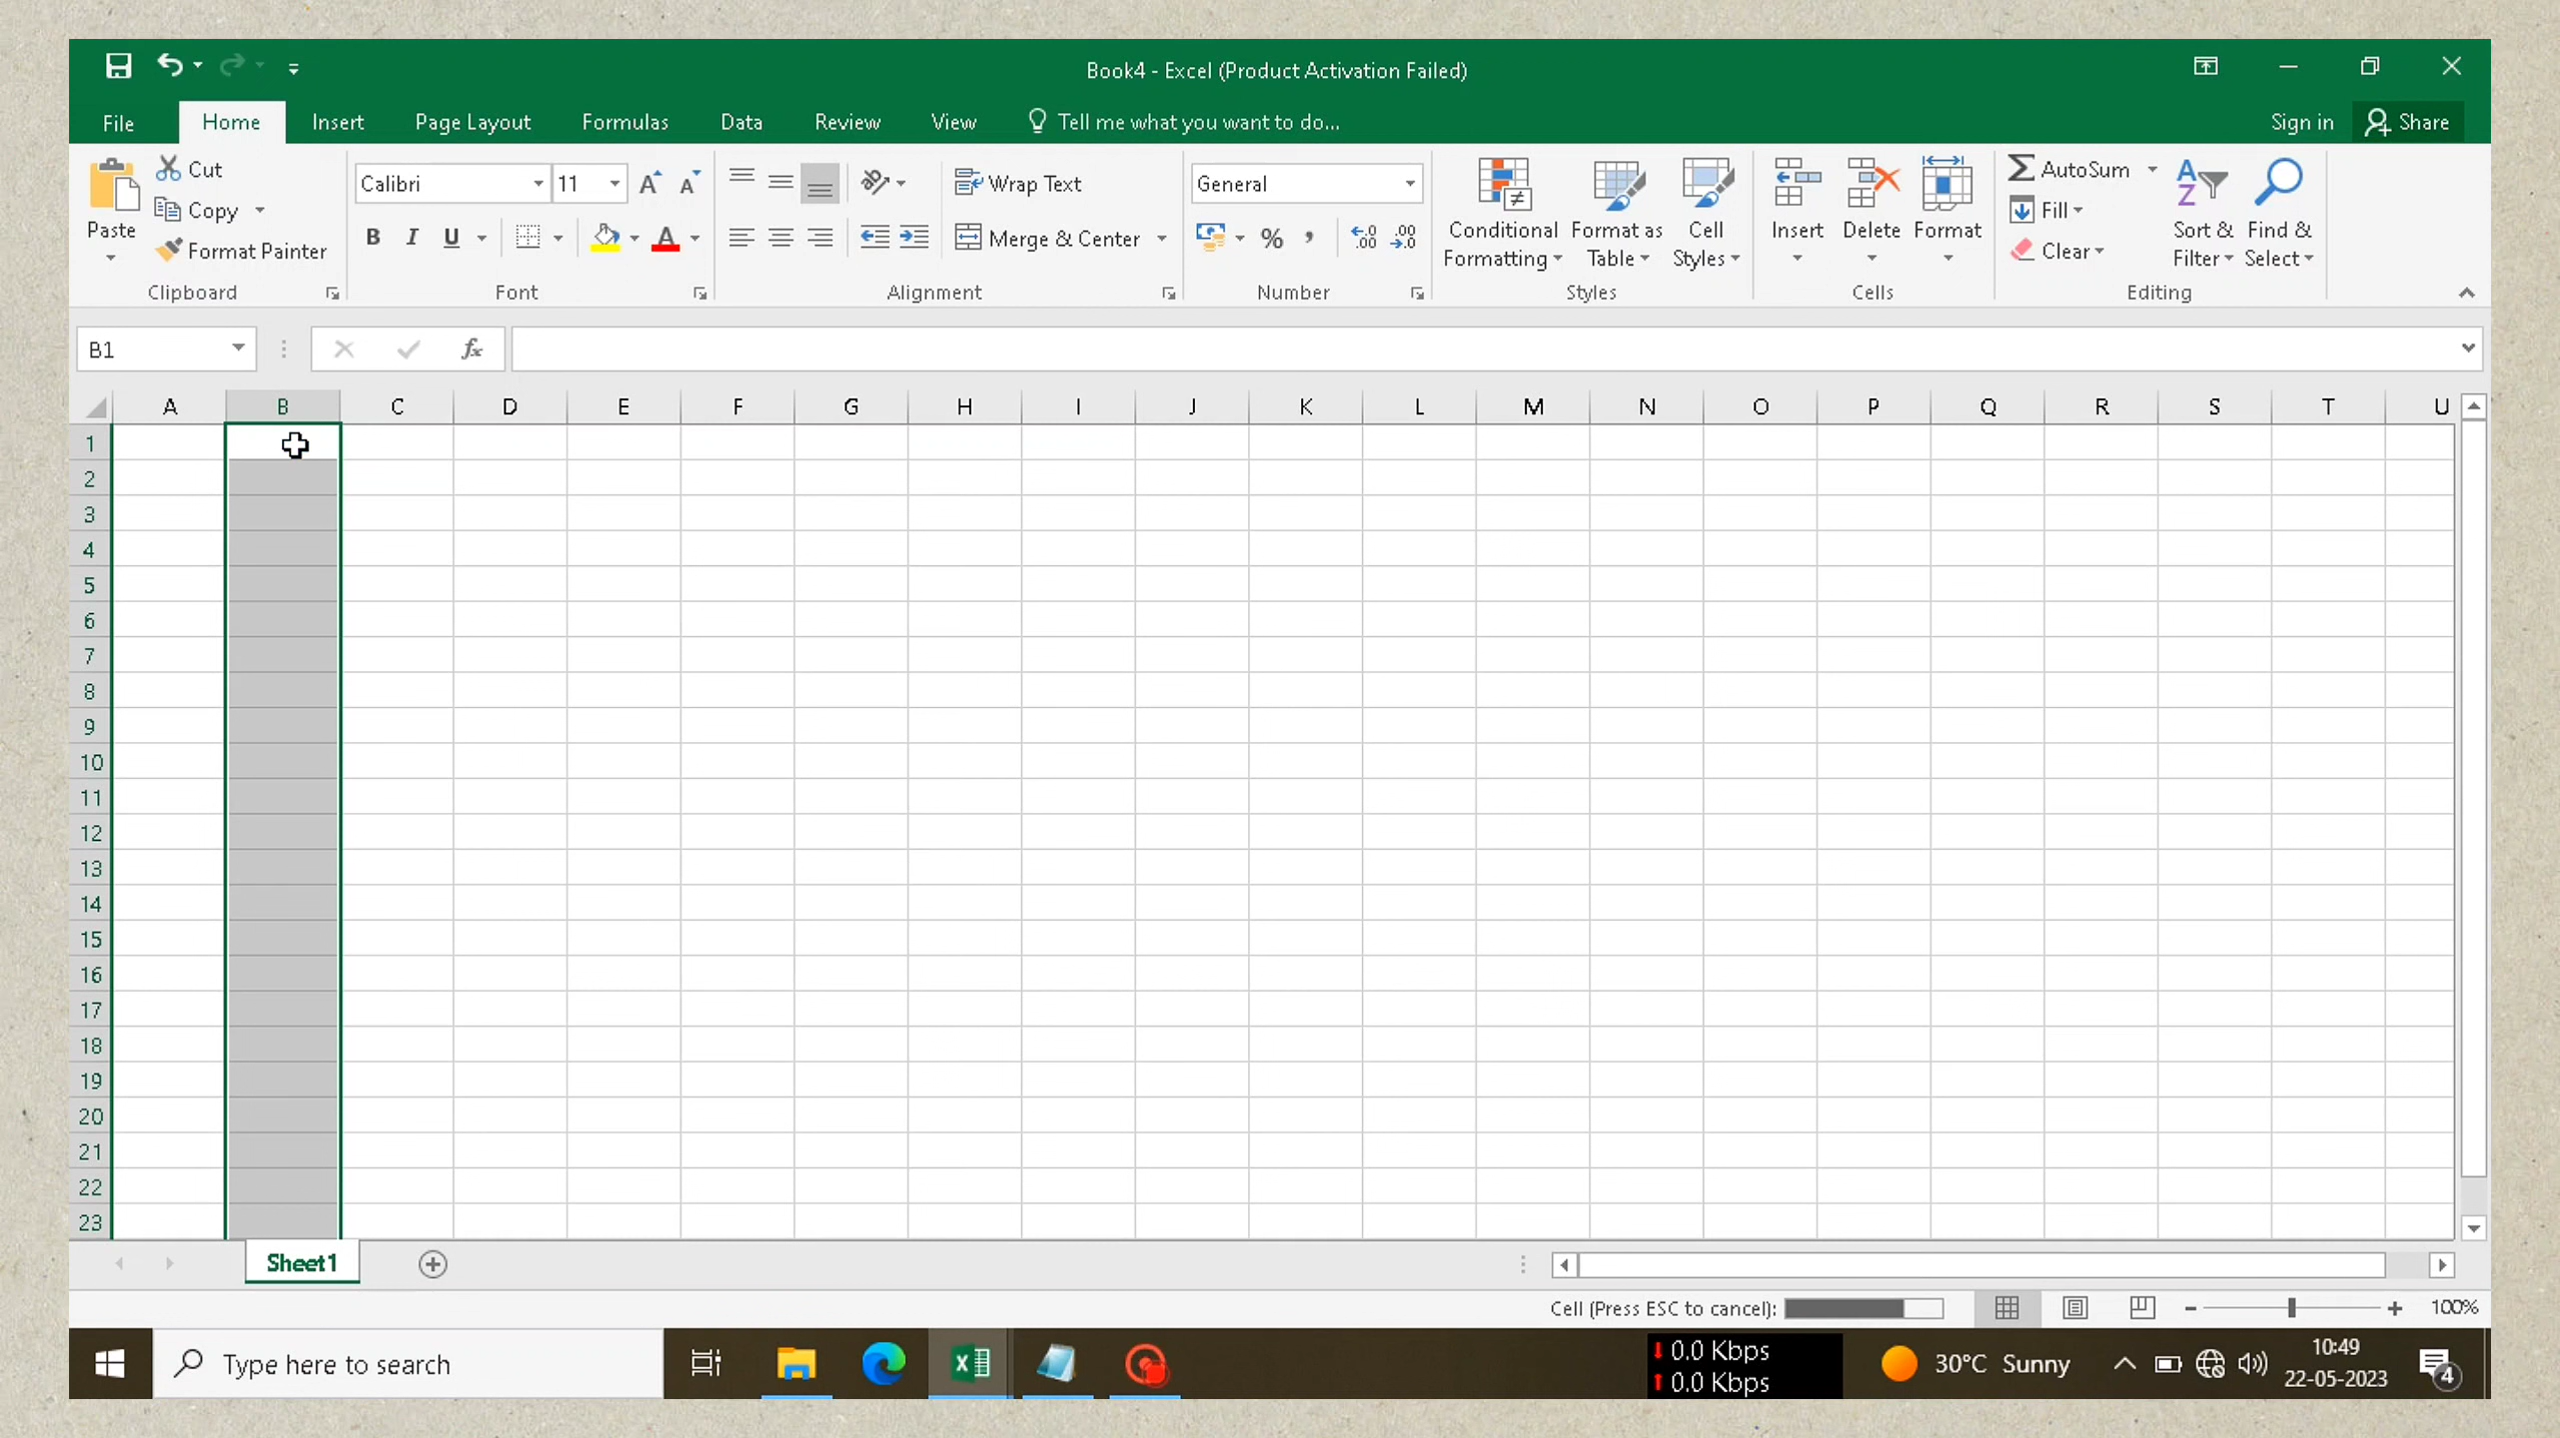 Book4 - Excel (Product Activation Failed)
File Home Insert Page Layout Formulas Data Review View Tell me what you want to do... Sign in Share
Paste Cut Copy Format Painter Clipboard
Calibri 11 B I U A Font
Wrap Text Merge & Center Alignment
General % , .0 .00 .00 .0 Number
Conditional Formatting Format as Table Cell Styles Styles
Insert Delete Format Cells
AutoSum Fill Clear Sort & Filter Find & Select Editing
B1 fx
A B C D E F G H I J K L M N O P Q R S T U
1
2
3
4
5
6
7
8
9
10
11
12
13
14
15
16
17
18
19
20
21
22
23
Sheet1
Cell (Press ESC to cancel): 100%
Type here to search
0.0 Kbps
0.0 Kbps
30°C Sunny
10:49
22-05-2023
4